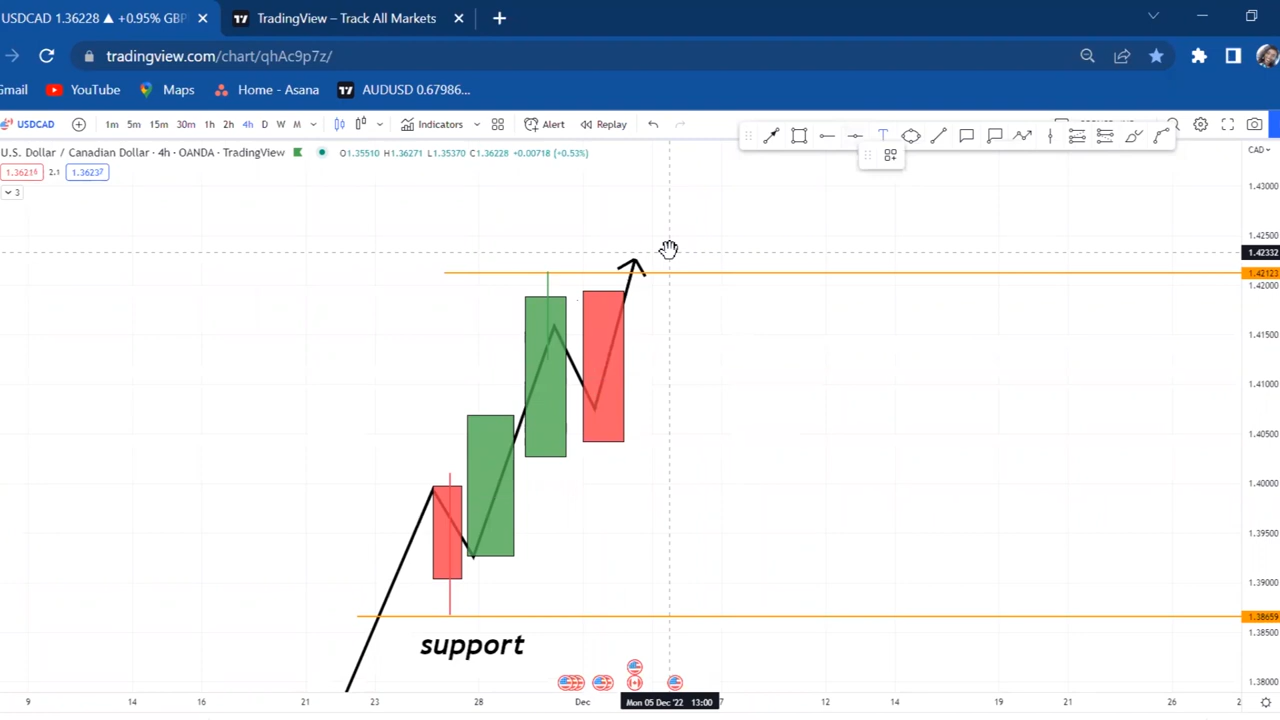 USDCAD 1.36228 ▲ +0.95% GBP
TradingView – Track All Markets
tradingview.com/chart/qhAc9p7z/
Gmail YouTube Maps Home - Asana AUDUSD 0.67986...
USDCAD 1m 5m 15m 30m 1h 2h 4h D W M Indicators Alert Replay
U.S. Dollar / Canadian Dollar · 4h · OANDA · TradingView O1.35510 H1.36271 L1.35370 C1.36228 +0.00718 (+0.53%) CAD
1.36216 2.1 1.36237
3
1.43000
1.42500
1.42332
1.42123
1.42000
1.41500
1.41000
1.40500
1.40000
1.39500
1.39000
1.38659
1.38500
support
1.38000
9 14 16 21 23 28 Dec Mon 05 Dec '22 13:00 7 12 14 19 21 26 2